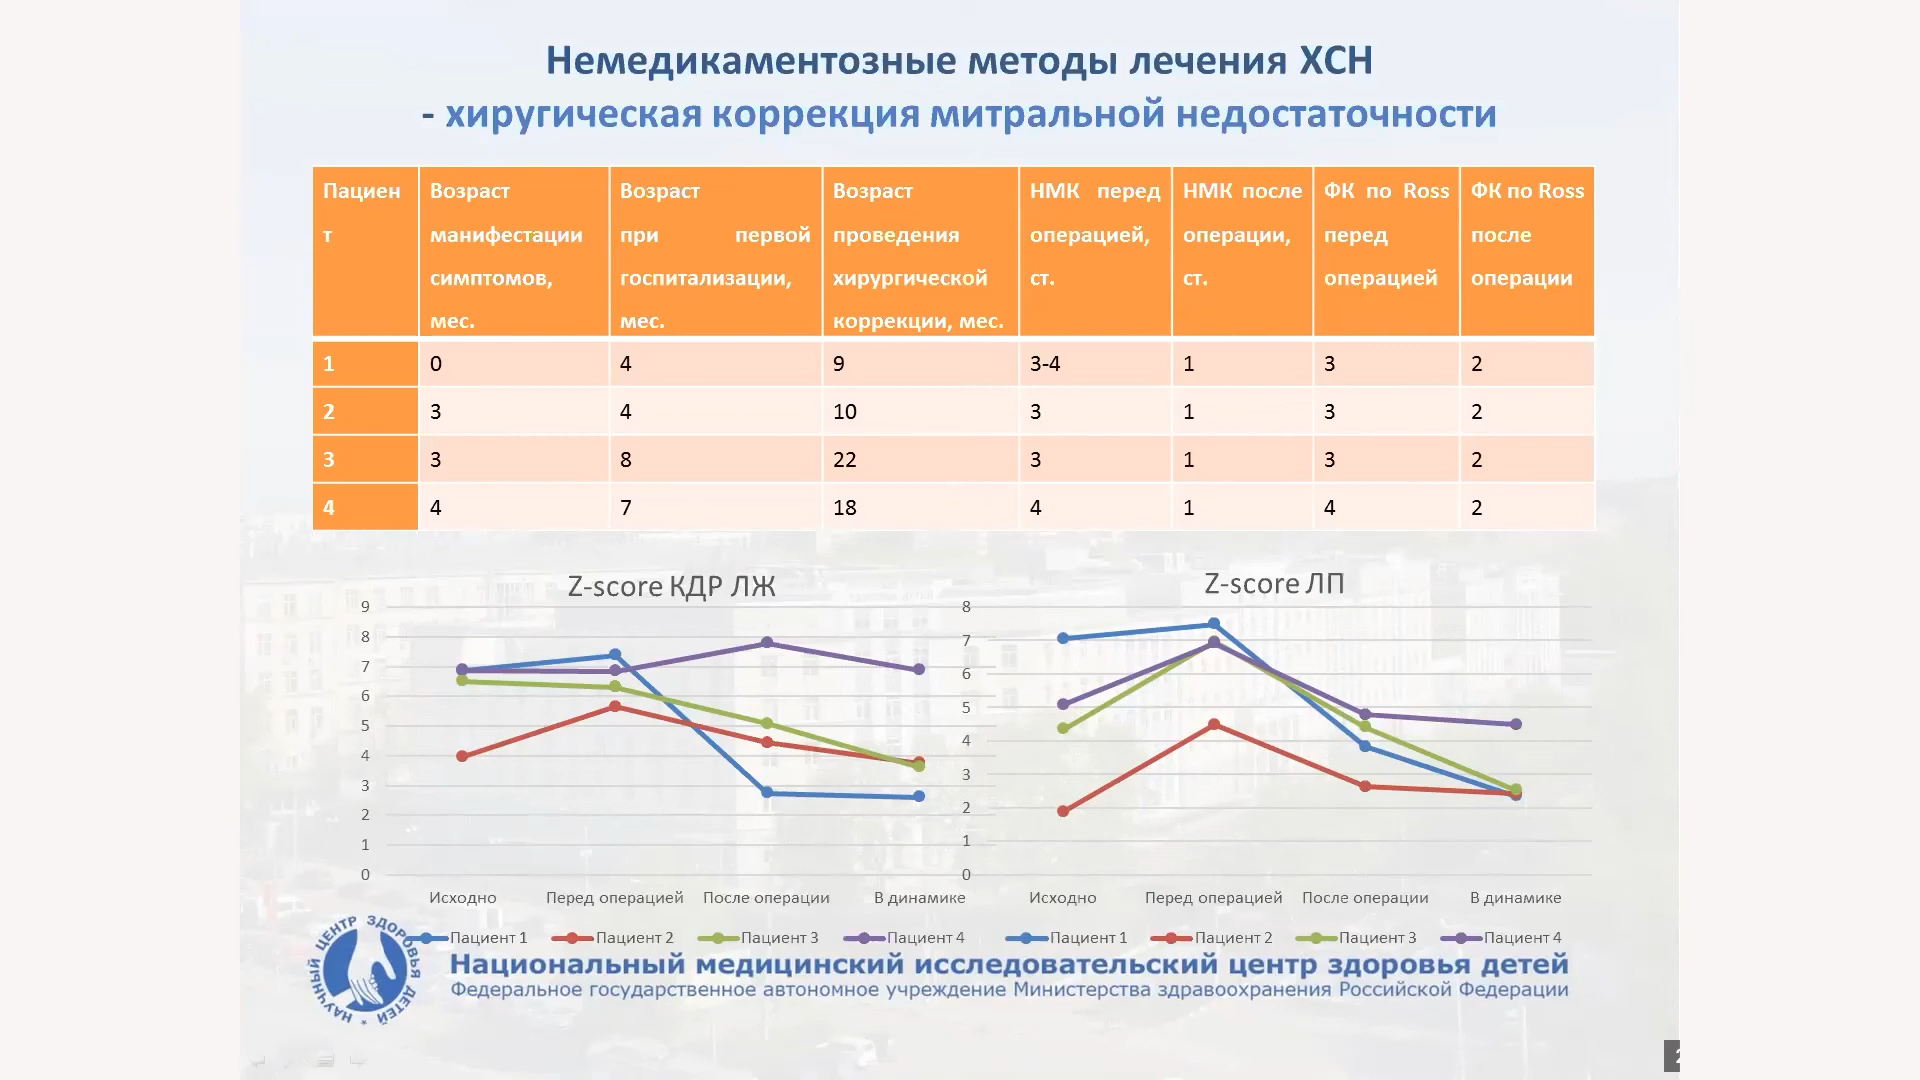 Немедикаментозные методы лечения ХСН
- хиругическая коррекция митральной недостаточности
Пациен
т
Возраст
манифестации
симптомов,
мес.
Возраст
при первой
госпитализации,
мес.
Возраст
проведения
хирургической
коррекции, мес.
НМК перед
операцией,
ст.
НМК после
операции,
ст.
ФК по Ross
перед
операцией
ФК по Ross
после
операции
1 0 4 9 3-4 1 3 2
2 3 4 10 3 1 3 2
3 3 8 22 3 1 3 2
4 4 7 18 4 1 4 2
Z-score КДР ЛЖ
9
8
7
6
5
4
3
2
1
0
Исходно Перед операцией После операции В динамике
Пациент 1 Пациент 2 Пациент 3 Пациент 4
Z-score ЛП
8
7
6
5
4
3
2
1
0
Исходно Перед операцией После операции В динамике
Пациент 1 Пациент 2 Пациент 3 Пациент 4
НАУЧНЫЙ ЦЕНТР ЗДОРОВЬЯ ДЕТЕЙ *
Национальный медицинский исследовательский центр здоровья детей
Федеральное государственное автономное учреждение Министерства здравоохранения Российской Федерации